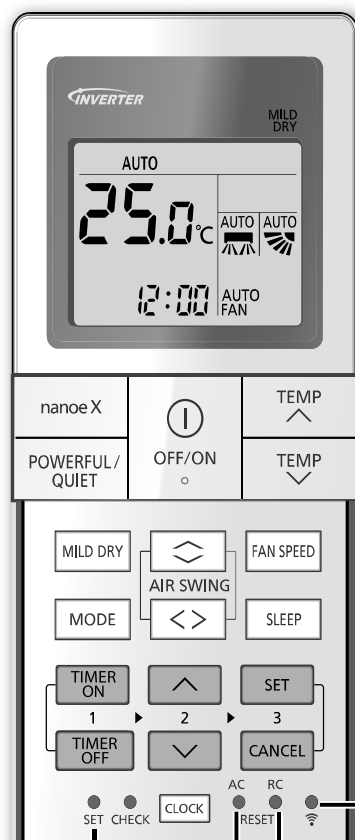 INVERTER
MILD
DRY
AUTO
25.0°C
AUTO AUTO
12:00
AUTO
FAN
nanoe X
OFF/ON
TEMP
POWERFUL/
QUIET
TEMP
MILD DRY
AIR SWING
FAN SPEED
MODE
SLEEP
TIMER
ON
SET
1 2 3
TIMER
OFF
CANCEL
SET CHECK
CLOCK
AC RC
RESET